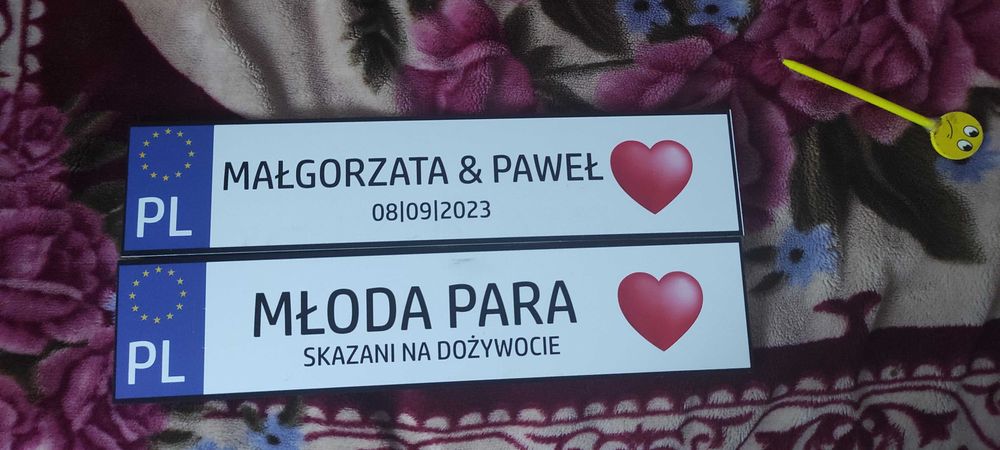 PL
MAŁGORZATA & PAWEŁ
08|09|2023
PL
MŁODA PARA
SKAZANI NA DOŻYWOCIE